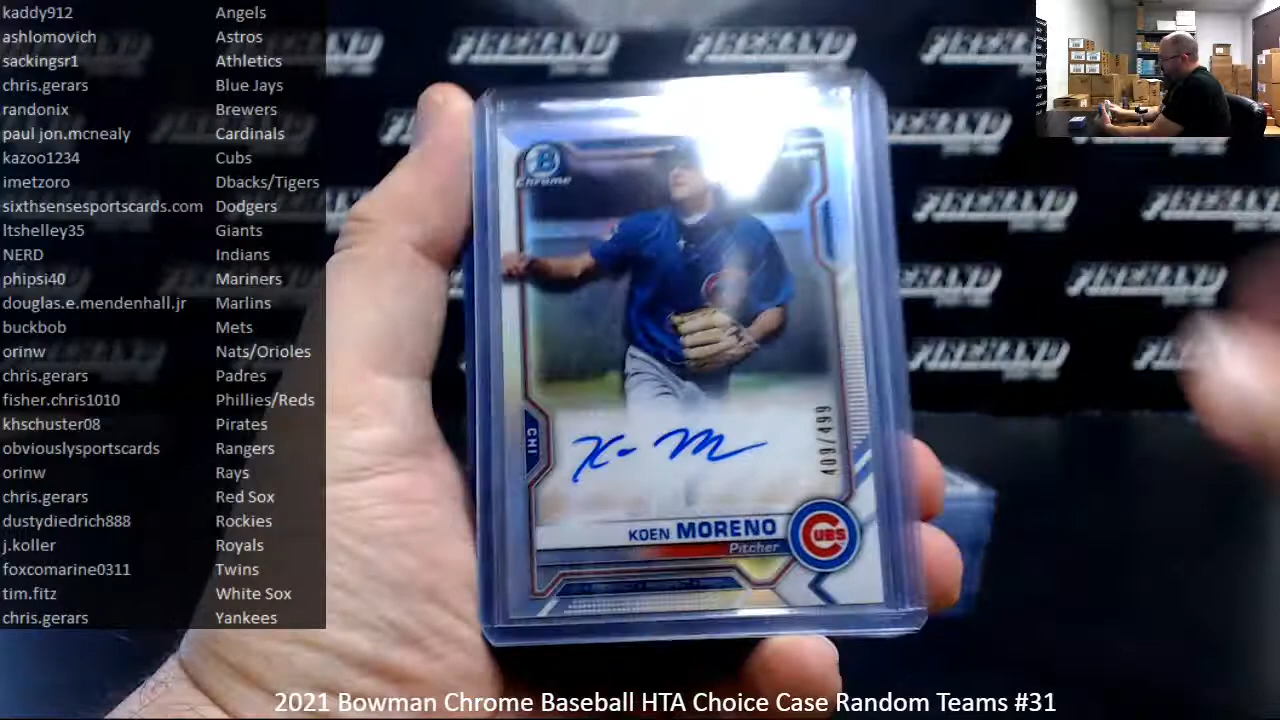 kaddy912 Angels
ashlomovich Astros
sackingsr1 Athletics
chris.gerars Blue Jays
randonix Brewers
paul jon.mcnealy Cardinals
kazoo1234 Cubs
imetzoro Dbacks/Tigers
sixthsensesportscards.com Dodgers
ltshelley35 Giants
NERD Indians
phipsi40 Mariners
douglas.e.mendenhall.jr Marlins
buckbob Mets
orinw Nats/Orioles
chris.gerars Padres
fisher.chris1010 Phillies/Reds
khschuster08 Pirates
obviouslysportscards Rangers
orinw Rays
chris.gerars Red Sox
dustydiedrich888 Rockies
j.koller Royals
foxcomarine0311 Twins
tim.fitz White Sox
chris.gerars Yankees
FIREHAND
B
Chrome
CHI
409/499
KOEN MORENO
Pitcher
CUBS
2021 Bowman Chrome Baseball HTA Choice Case Random Teams #31